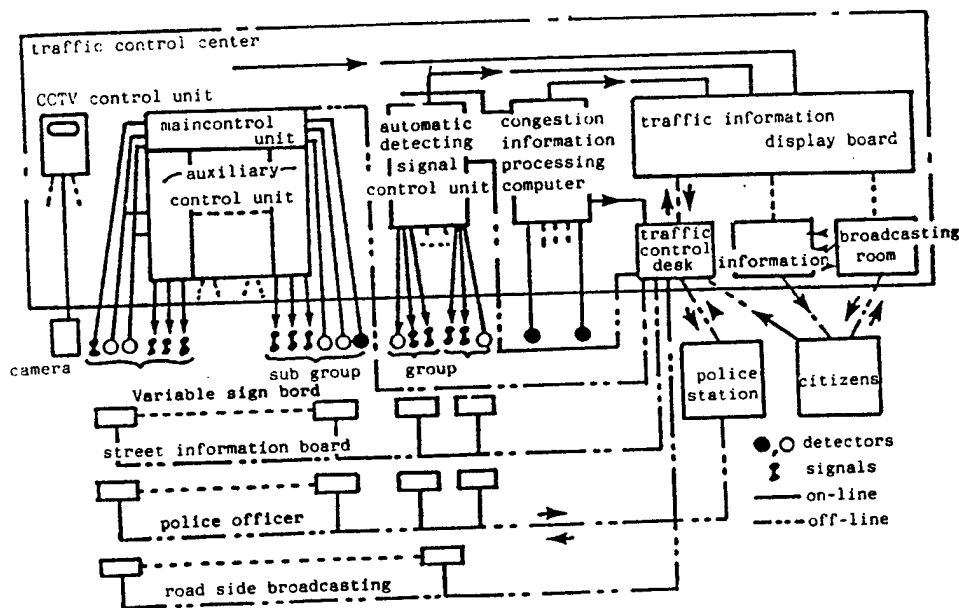 traffic control center
CCTV control unit
maincontrol
unit
auxiliary
control unit
automatic
detecting
signal
control unit
congestion
information
processing
computer
traffic information
display board
traffic
control
desk
information
broadcasting
room
camera
sub group
group
police
station
citizens
Variable sign bord
street information board
police officer
road side broadcasting
detectors
signals
on-line
off-line